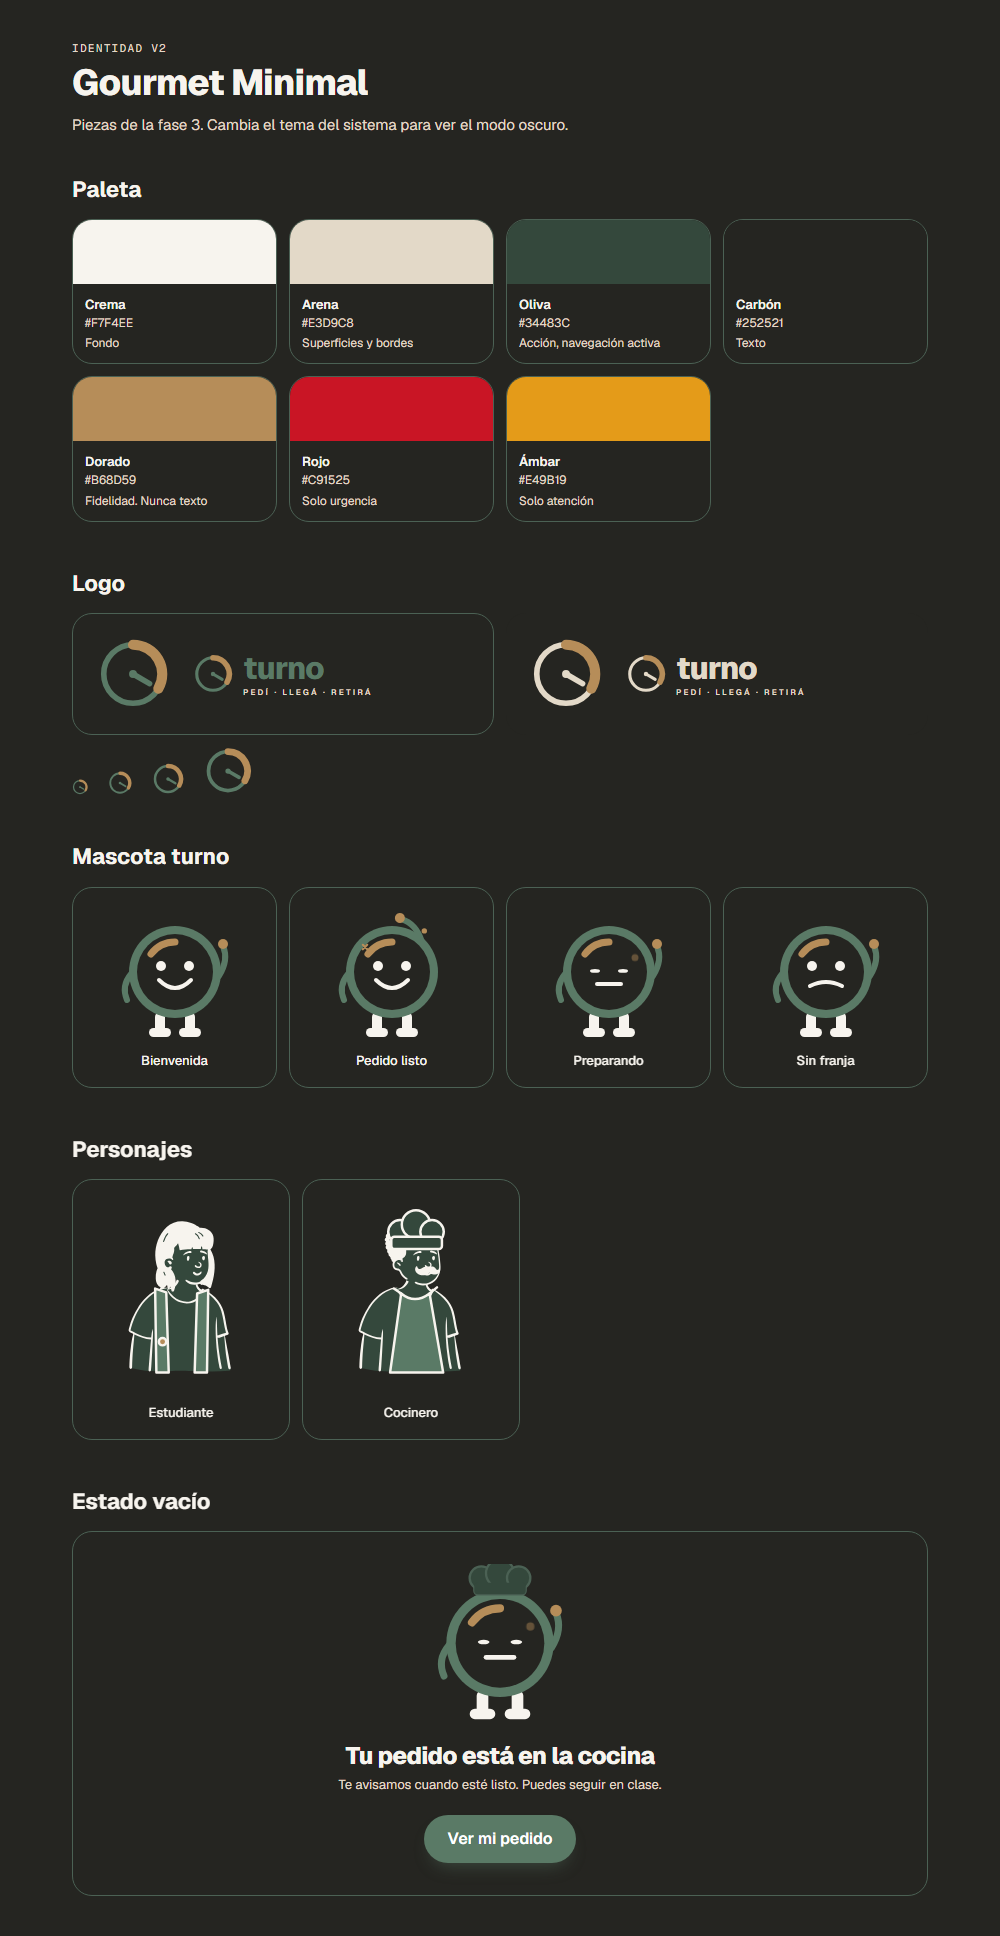 IDENTIDAD V2
Gourmet Minimal
Piezas de la fase 3. Cambia el tema del sistema para ver el modo oscuro.
Paleta
Crema
#F7F4EE
Fondo
Arena
#E3D9C8
Superficies y bordes
Oliva
#34483C
Acción, navegación activa
Carbón
#252521
Texto
Dorado
#B68D59
Fidelidad. Nunca texto
Rojo
#C91525
Solo urgencia
Ámbar
#E49B19
Solo atención
Logo
turno
PEDÍ · LLEGÁ · RETIRÁ
turno
PEDÍ · LLEGÁ · RETIRÁ
Mascota turno
Bienvenida
Pedido listo
Preparando
Sin franja
Personajes
Estudiante
Cocinero
Estado vacío
Tu pedido está en la cocina
Te avisamos cuando esté listo. Puedes seguir en clase.
Ver mi pedido